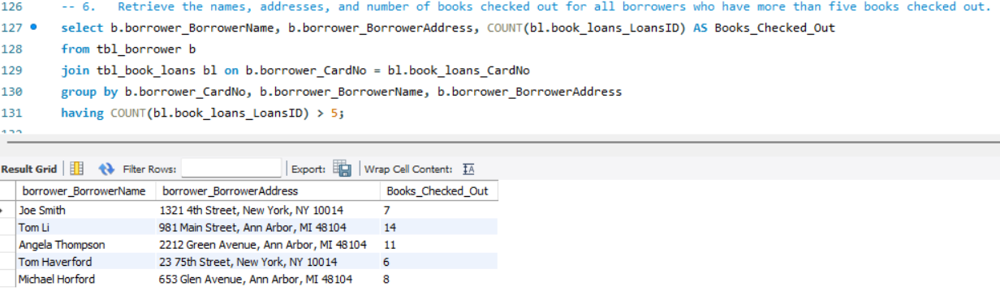 126 -- 6. Retrieve the names, addresses, and number of books checked out for all borrowers who have more than five books checked out.
127 select b.borrower_BorrowerName, b.borrower_BorrowerAddress, COUNT(bl.book_loans_LoansID) AS Books_Checked_Out
128 from tbl_borrower b
129 join tbl_book_loans bl on b.borrower_CardNo = bl.book_loans_CardNo
130 group by b.borrower_CardNo, b.borrower_BorrowerName, b.borrower_BorrowerAddress
131 having COUNT(bl.book_loans_LoansID) > 5;
Result Grid Filter Rows: Export: Wrap Cell Content: IA
borrower_BorrowerName borrower_BorrowerAddress Books_Checked_Out
Joe Smith 1321 4th Street, New York, NY 10014 7
Tom Li 981 Main Street, Ann Arbor, MI 48104 14
Angela Thompson 2212 Green Avenue, Ann Arbor, MI 48104 11
Tom Haverford 23 75th Street, New York, NY 10014 6
Michael Horford 653 Glen Avenue, Ann Arbor, MI 48104 8